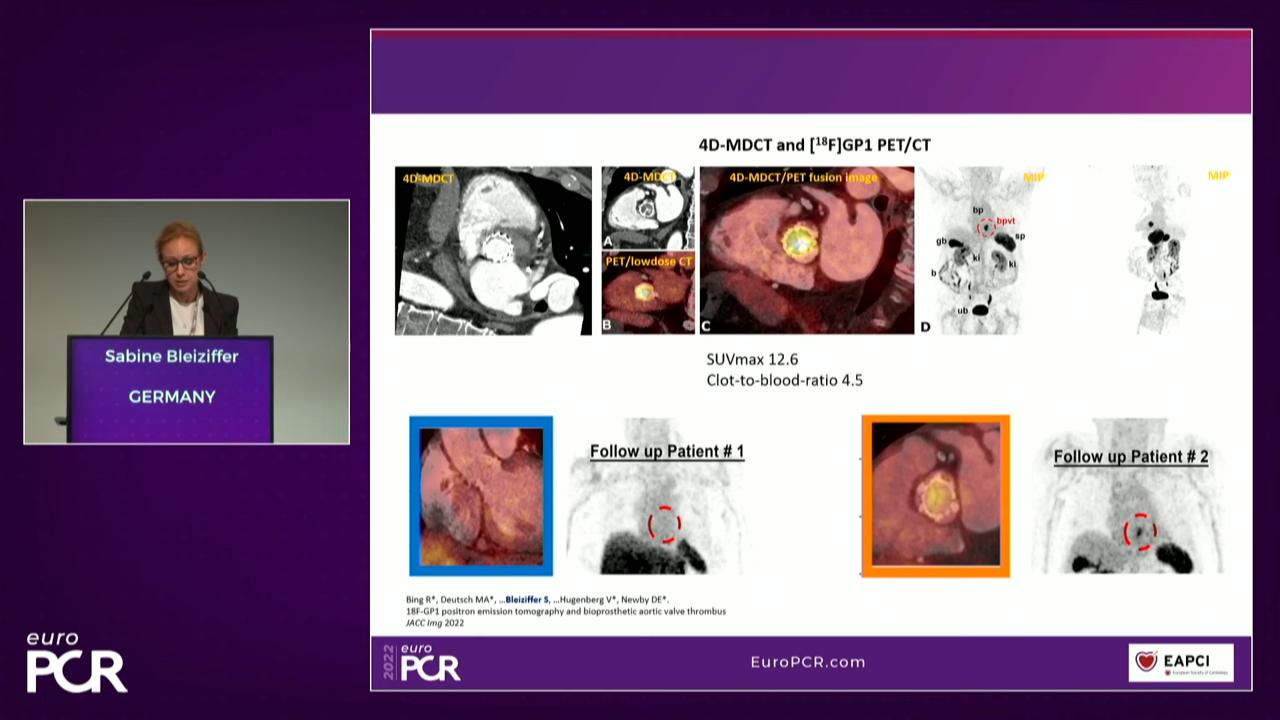 4D-MDCT and [18F]GP1 PET/CT
4D-MDCT
4D-MDCT
A
PET/lowdose CT
B
4D-MDCT/PET fusion image
C
MIP
bp
bpvt
gb
sp
ki
ki
b
ub
D
MIP
SUVmax 12.6
Clot-to-blood-ratio 4.5
Follow up Patient # 1
Follow up Patient # 2
Bing R*, Deutsch MA*, ...Bleiziffer S, ...Hugenberg V*, Newby DE*.
18F-GP1 positron emission tomography and bioprosthetic aortic valve thrombus
JACC Img 2022
Sabine Bleiziffer
GERMANY
euro
PCR
2022
euro
PCR
EuroPCR.com
EAPCI